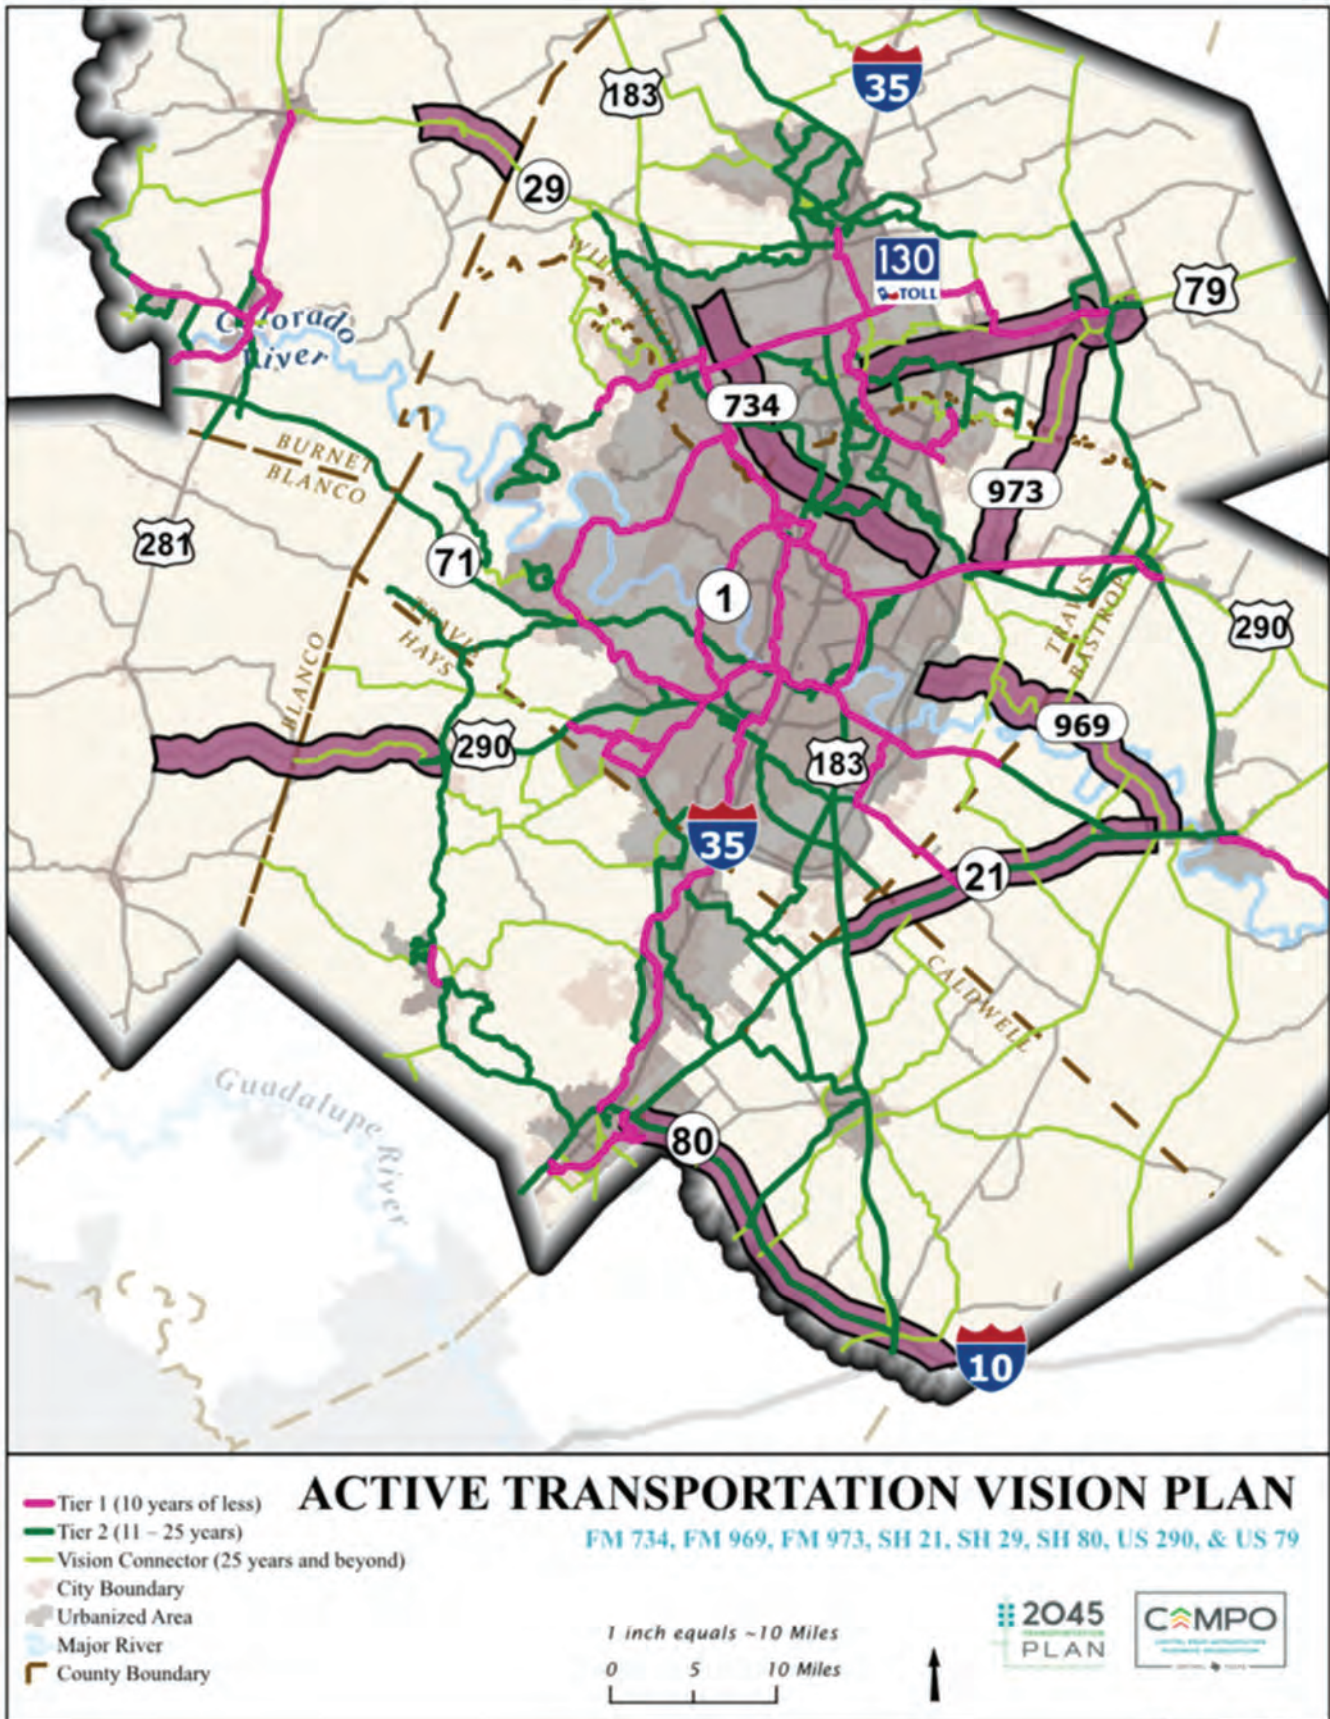 183
35
29
WILLIAMSON
130
TOLL
79
Colorado
River
734
BURNET
BLANCO
973
281
71
1
TRAVIS
BASTROP
290
TRAVIS
HAYS
BLANCO
969
290
183
35
21
CALDWELL
Guadalupe River
80
10
ACTIVE TRANSPORTATION VISION PLAN
FM 734, FM 969, FM 973, SH 21, SH 29, SH 80, US 290, & US 79
Tier 1 (10 years of less)
Tier 2 (11 – 25 years)
Vision Connector (25 years and beyond)
City Boundary
Urbanized Area
Major River
County Boundary
1 inch equals ~10 Miles
0 5 10 Miles
2045
TRANSPORTATION
PLAN
CAMPO